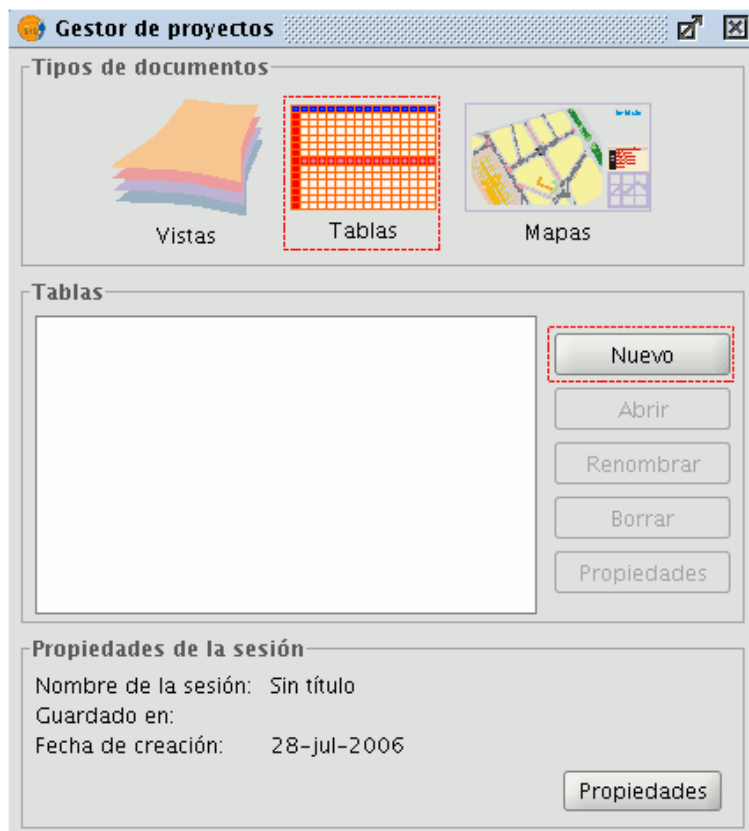 Gestor de proyectos
Tipos de documentos
Vistas
Tablas
Mapas
Tablas
Nuevo
Abrir
Renombrar
Borrar
Propiedades
Propiedades de la sesión
Nombre de la sesión: Sin título
Guardado en:
Fecha de creación: 28-jul-2006
Propiedades